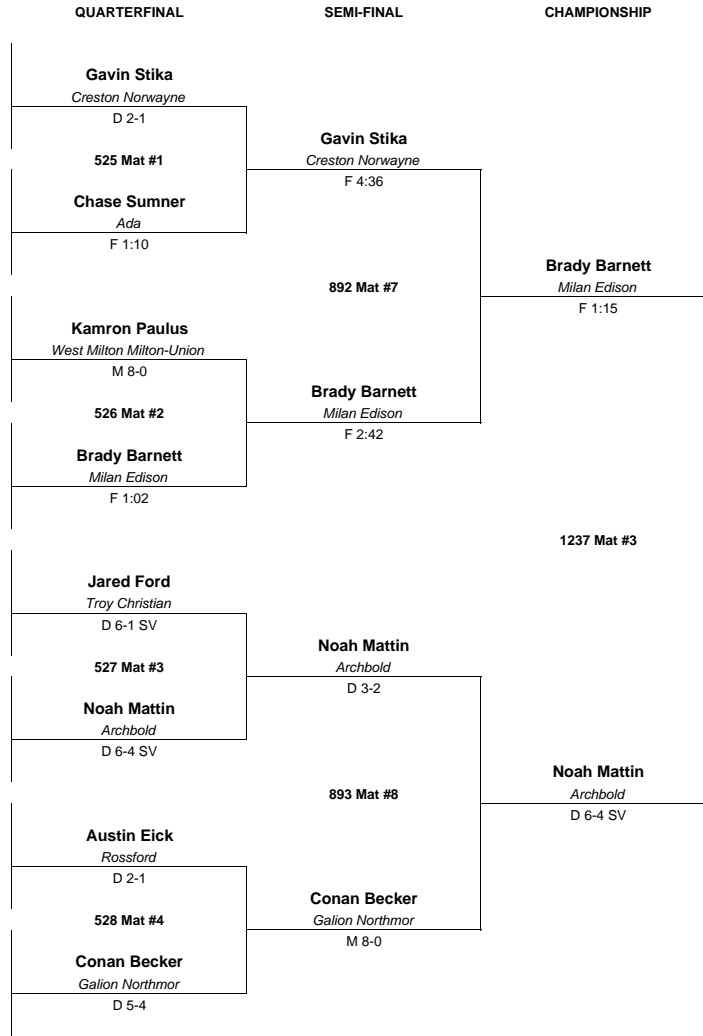 QUARTERFINAL SEMI-FINAL CHAMPIONSHIP
Gavin Stika
Creston Norwayne
D 2-1
525 Mat #1
Chase Sumner
Ada
F 1:10
Kamron Paulus
West Milton Milton-Union
M 8-0
526 Mat #2
Brady Barnett
Milan Edison
F 1:02
Jared Ford
Troy Christian
D 6-1 SV
527 Mat #3
Noah Mattin
Archbold
D 6-4 SV
Austin Eick
Rossford
D 2-1
528 Mat #4
Conan Becker
Galion Northmor
D 5-4
Gavin Stika
Creston Norwayne
F 4:36
892 Mat #7
Brady Barnett
Milan Edison
F 2:42
Noah Mattin
Archbold
D 3-2
893 Mat #8
Conan Becker
Galion Northmor
M 8-0
Brady Barnett
Milan Edison
F 1:15
1237 Mat #3
Noah Mattin
Archbold
D 6-4 SV